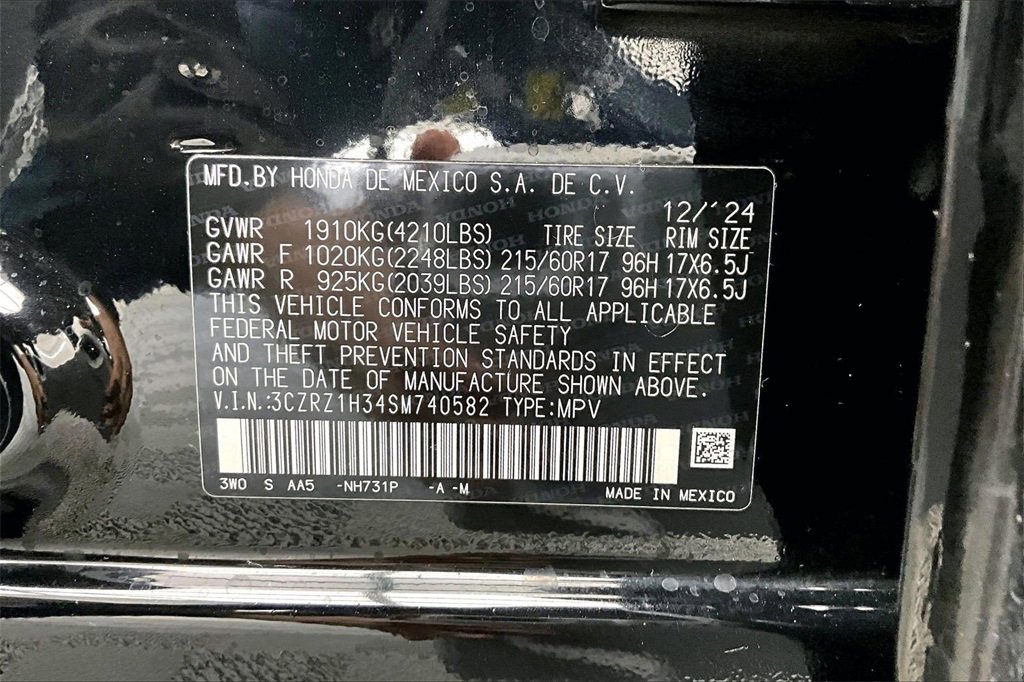 MFD.BY HONDA DE MEXICO S.A. DE C.V.
12/'24
GVWR 1910KG(4210LBS) TIRE SIZE RIM SIZE
GAWR F 1020KG(2248LBS) 215/60R17 96H 17X6.5J
GAWR R 925KG(2039LBS) 215/60R17 96H 17X6.5J
THIS VEHICLE CONFORMS TO ALL APPLICABLE
FEDERAL MOTOR VEHICLE SAFETY
AND THEFT PREVENTION STANDARDS IN EFFECT
ON THE DATE OF MANUFACTURE SHOWN ABOVE.
V.I.N.:3CZRZ1H34SM740582 TYPE:MPV
3W0 S AA5 -NH731P -A -M MADE IN MEXICO